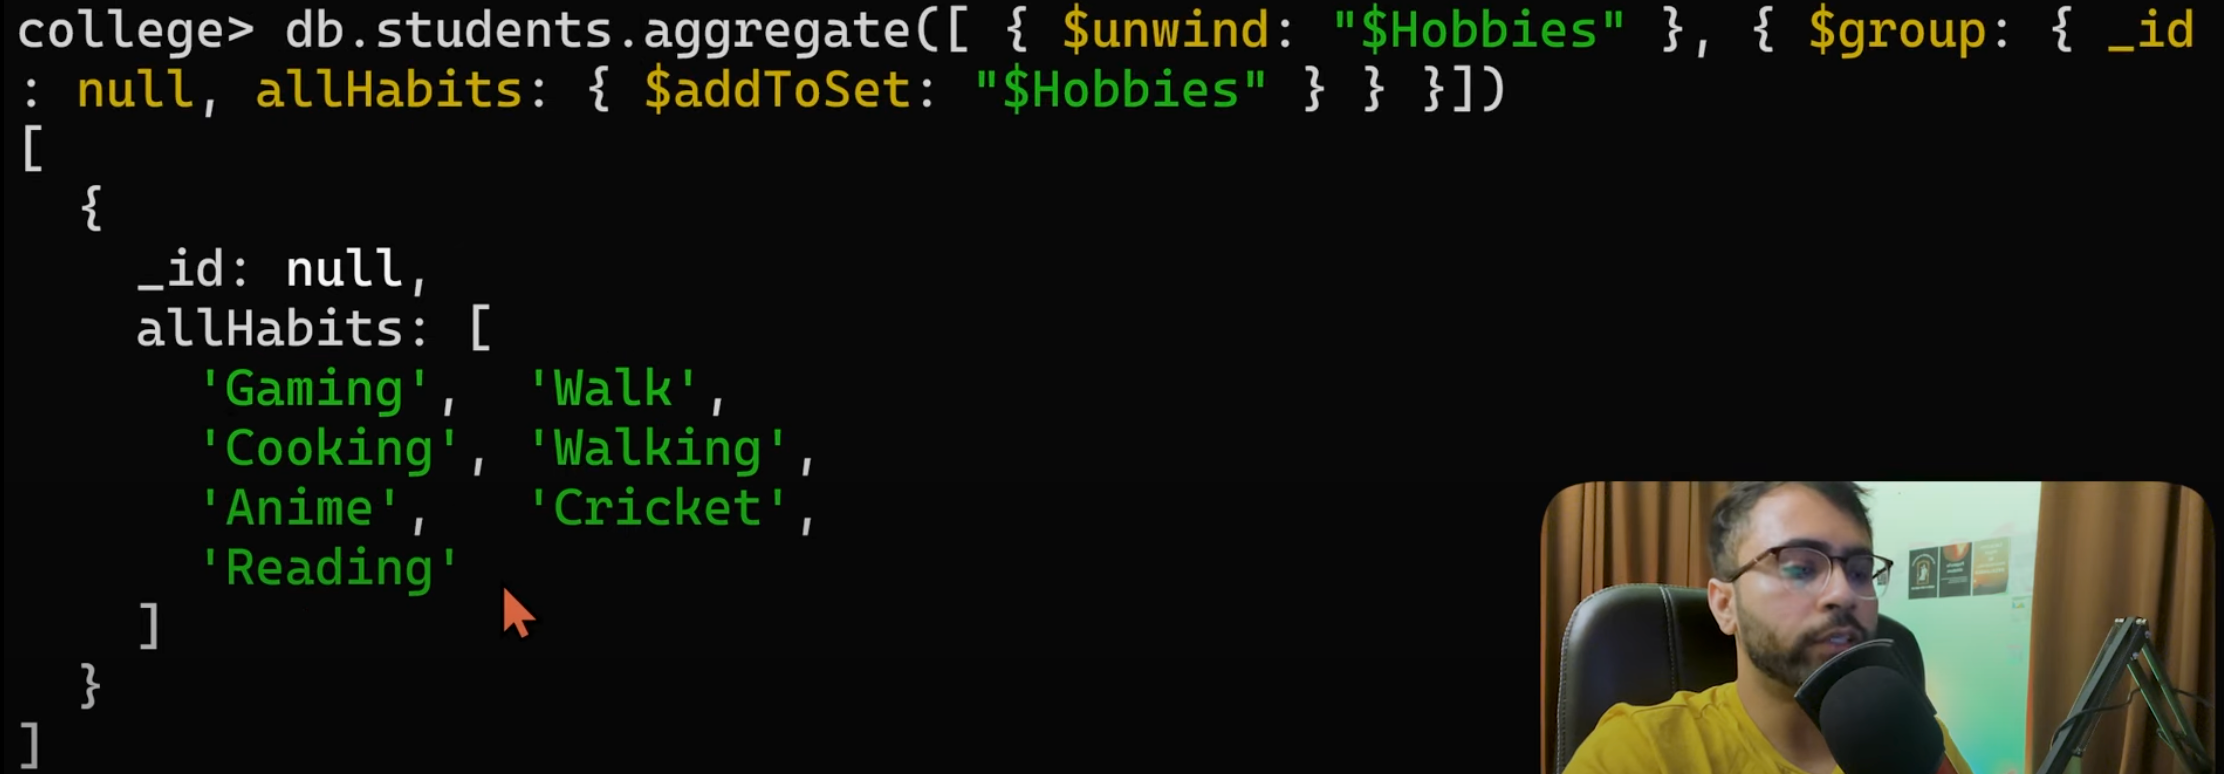 college> db.students.aggregate([ { $unwind: "$Hobbies" }, { $group: { _id
: null, allHabits: { $addToSet: "$Hobbies" } } }])
[
  {
    _id: null,
    allHabits: [
      'Gaming',  'Walk',
      'Cooking', 'Walking',
      'Anime',   'Cricket',
      'Reading'
    ]
  }
]